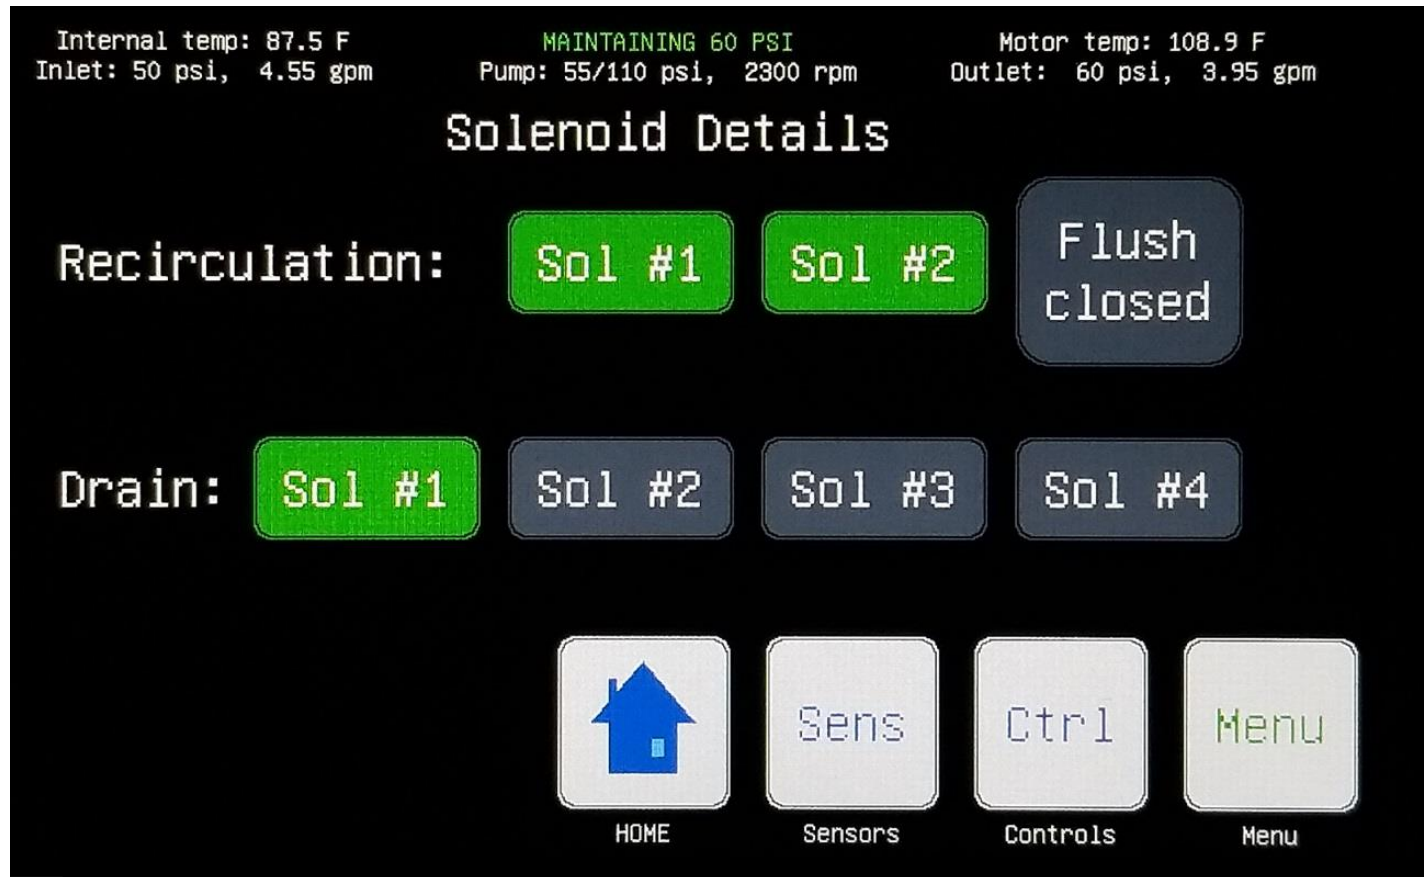 Internal temp: 87.5 F
MAINTAINING 60 PSI
Motor temp: 108.9 F
Inlet: 50 psi, 4.55 gpm
Pump: 55/110 psi, 2300 rpm
Outlet: 60 psi, 3.95 gpm
Solenoid Details
Recirculation:
Sol #1
Sol #2
Flush
closed
Drain:
Sol #1
Sol #2
Sol #3
Sol #4
Sens
Ctrl
Menu
HOME
Sensors
Controls
Menu